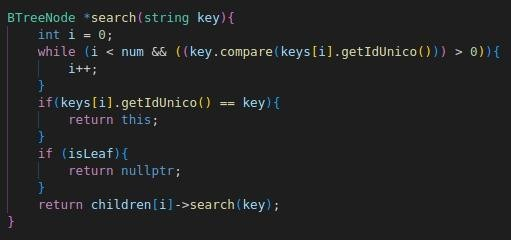 BTreeNode *search(string key){
    int i = 0;
    while (i < num && ((key.compare(keys[i].getIdUnico())) > 0)){
        i++;
    }
    if(keys[i].getIdUnico() == key){
        return this;
    }
    if (isLeaf){
        return nullptr;
    }
    return children[i]->search(key);
}